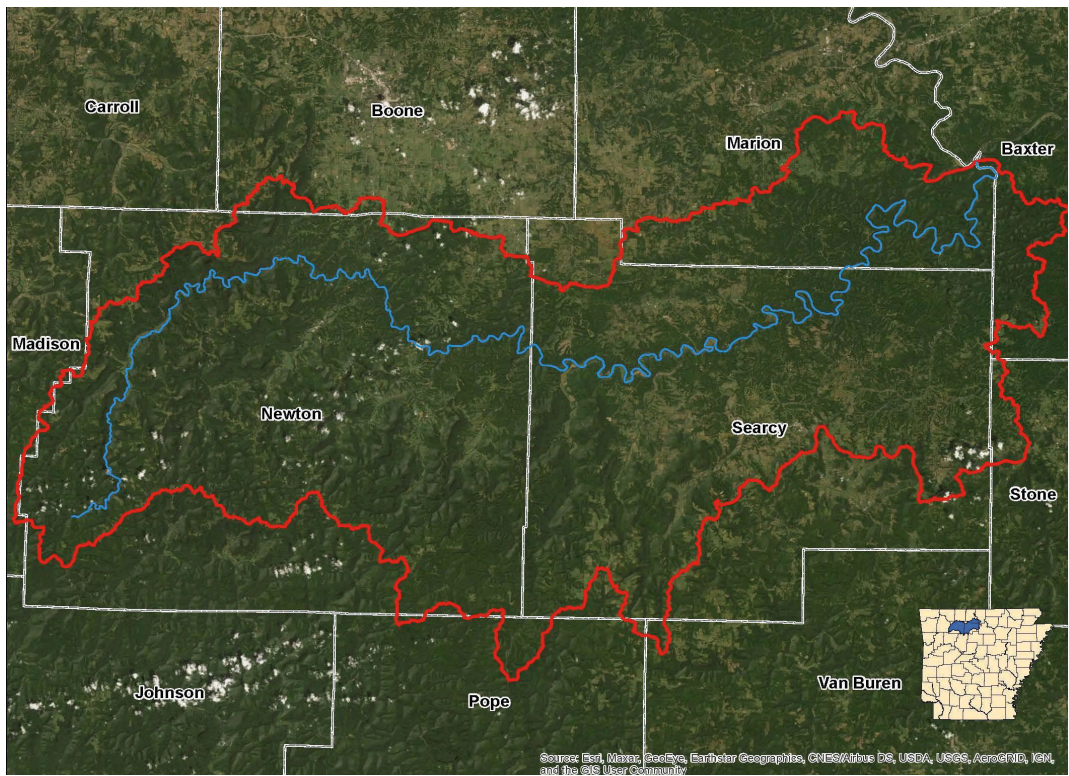 Carroll
Boone
Marion
Baxter
Madison
Newton
Searcy
Stone
Johnson
Pope
Van Buren
Source: Esri, Maxar, GeoEye, Earthstar Geographics, CNES/Airbus DS, USDA, USGS, AeroGRID, IGN,
and the GIS User Community